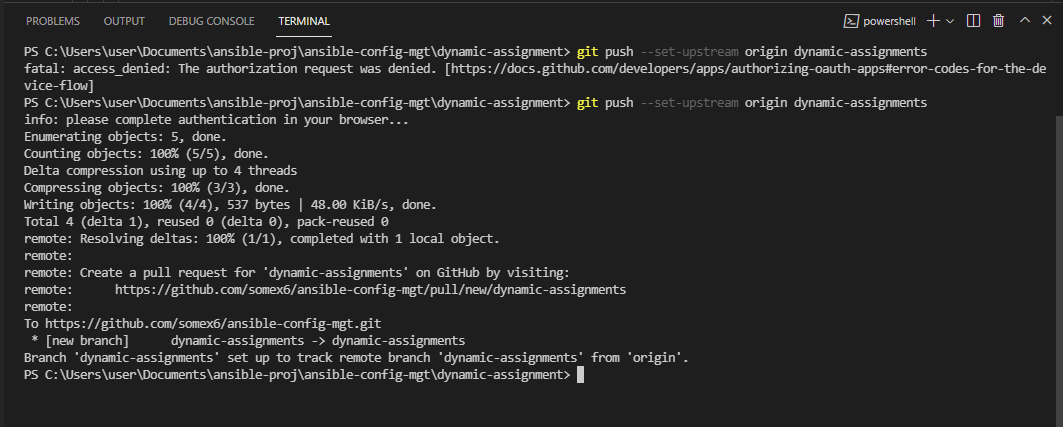 PROBLEMS OUTPUT DEBUG CONSOLE TERMINAL powershell
PS C:\Users\user\Documents\ansible-proj\ansible-config-mgt\dynamic-assignment> git push --set-upstream origin dynamic-assignments
fatal: access_denied: The authorization request was denied. [https://docs.github.com/developers/apps/authorizing-oauth-apps#error-codes-for-the-de
vice-flow]
PS C:\Users\user\Documents\ansible-proj\ansible-config-mgt\dynamic-assignment> git push --set-upstream origin dynamic-assignments
info: please complete authentication in your browser...
Enumerating objects: 5, done.
Counting objects: 100% (5/5), done.
Delta compression using up to 4 threads
Compressing objects: 100% (3/3), done.
Writing objects: 100% (4/4), 537 bytes | 48.00 KiB/s, done.
Total 4 (delta 1), reused 0 (delta 0), pack-reused 0
remote: Resolving deltas: 100% (1/1), completed with 1 local object.
remote:
remote: Create a pull request for 'dynamic-assignments' on GitHub by visiting:
remote:      https://github.com/somex6/ansible-config-mgt/pull/new/dynamic-assignments
remote:
To https://github.com/somex6/ansible-config-mgt.git
 * [new branch]      dynamic-assignments -> dynamic-assignments
Branch 'dynamic-assignments' set up to track remote branch 'dynamic-assignments' from 'origin'.
PS C:\Users\user\Documents\ansible-proj\ansible-config-mgt\dynamic-assignment>